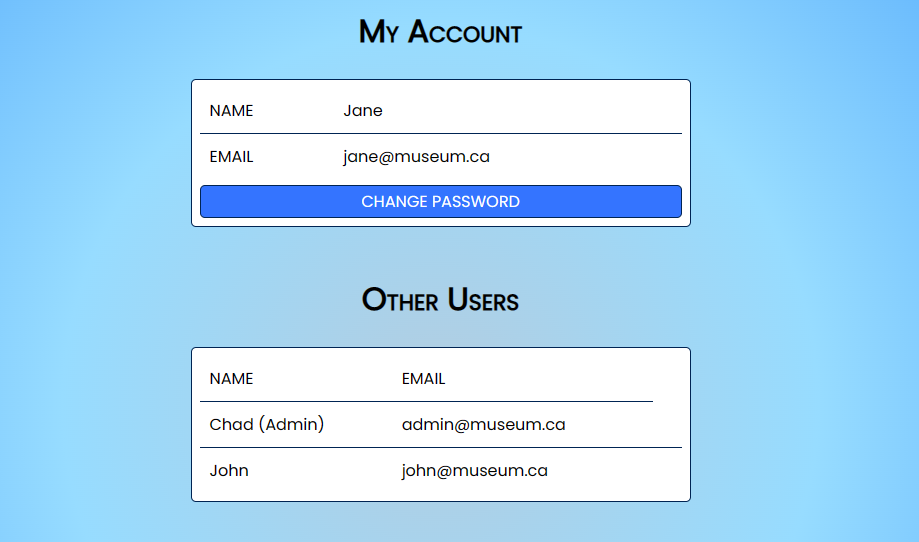 My Account
NAME Jane
EMAIL jane@museum.ca
CHANGE PASSWORD
Other Users
NAME EMAIL
Chad (Admin) admin@museum.ca
John john@museum.ca